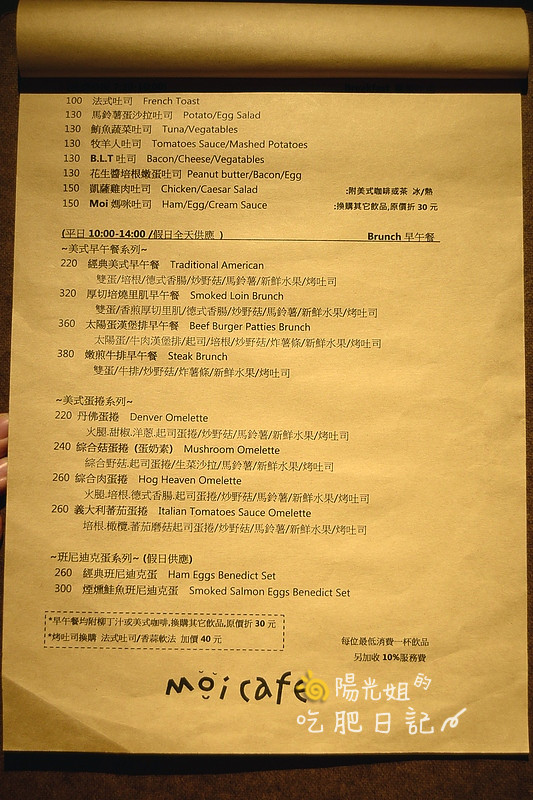 100 法式吐司 French Toast
130 馬鈴薯蛋沙拉吐司 Potato/Egg Salad
130 鮪魚蔬菜吐司 Tuna/Vegatables
130 牧羊人吐司 Tomatoes Sauce/Mashed Potatoes
130 B.L.T 吐司 Bacon/Cheese/Vegatables
130 花生醬培根嫩蛋吐司 Peanut butter/Bacon/Egg
150 凱薩雞肉吐司 Chicken/Caesar Salad :附美式咖啡或茶 冰/熱
150 Moi 媽咪吐司 Ham/Egg/Cream Sauce :換購其它飲品,原價折 30 元
(平日 10:00-14:00 /假日全天供應 ) Brunch 早午餐
~美式早午餐系列~
220 經典美式早午餐 Traditional American
雙蛋/培根/德式香腸/炒野菇/馬鈴薯/新鮮水果/烤吐司
320 厚切培燒里肌早午餐 Smoked Loin Brunch
雙蛋/香煎厚切里肌/德式香腸/炒野菇/馬鈴薯/新鮮水果/烤吐司
360 太陽蛋漢堡排早午餐 Beef Burger Patties Brunch
太陽蛋/牛肉漢堡排/起司/培根/炒野菇/炸薯條/新鮮水果/烤吐司
380 嫩煎牛排早午餐 Steak Brunch
雙蛋/牛排/炒野菇/炸薯條/新鮮水果/烤吐司
~美式蛋捲系列~
220 丹佛蛋捲 Denver Omelette
火腿.甜椒.洋蔥.起司蛋捲/炒野菇/馬鈴薯/新鮮水果/烤吐司
240 綜合菇蛋捲 (蛋奶素) Mushroom Omelette
綜合野菇.起司蛋捲/生菜沙拉/馬鈴薯/新鮮水果/烤吐司
260 綜合肉蛋捲 Hog Heaven Omelette
火腿.培根.德式香腸.起司蛋捲/炒野菇/馬鈴薯/新鮮水果/烤吐司
260 義大利蕃茄蛋捲 Italian Tomatoes Sauce Omelette
培根.橄欖.蕃茄磨菇起司蛋捲/炒野菇/馬鈴薯/新鮮水果/烤吐司
~班尼迪克蛋系列~ (假日供應)
260 經典班尼迪克蛋 Ham Eggs Benedict Set
300 煙燻鮭魚班尼迪克蛋 Smoked Salmon Eggs Benedict Set
*早午餐均附柳丁汁或美式咖啡,換購其它飲品,原價折 30 元
*烤吐司換購 法式吐司/香蒜軟法 加價 40 元
每位最低消費一杯飲品
另加收 10%服務費
moi cafe
陽光姐的
吃肥日記